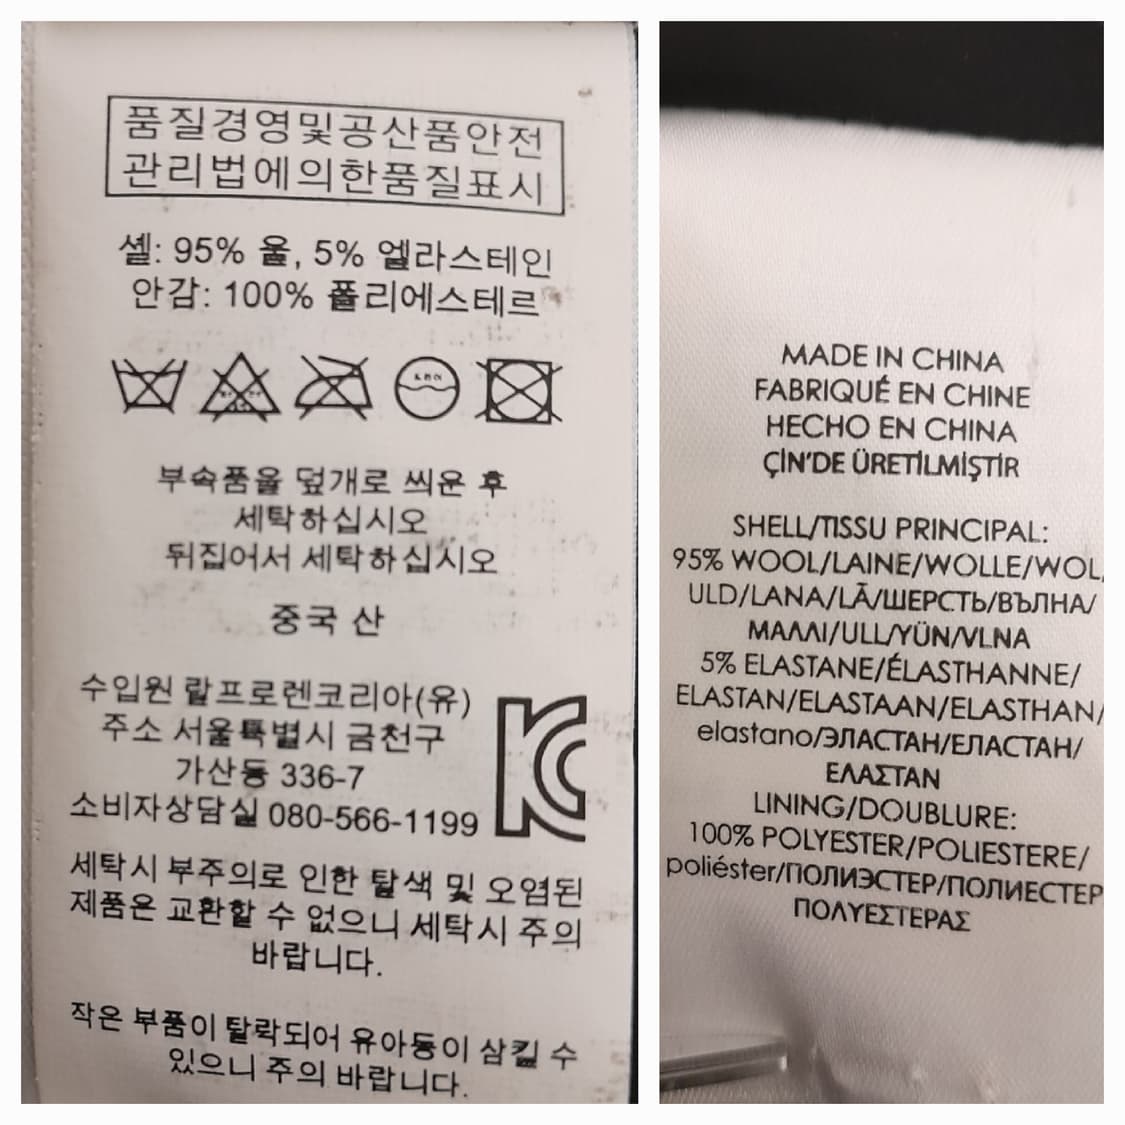 품질경영및공산품안전
관리법에의한품질표시
셸: 95% 울, 5% 엘라스테인
안감: 100% 폴리에스테르
부속품을 덮개로 씌운 후
세탁하십시오
뒤집어서 세탁하십시오
중국 산
수입원 랄프로렌코리아(유)
주소 서울특별시 금천구
가산동 336-7
소비자상담실 080-566-1199
KC
세탁시 부주의로 인한 탈색 및 오염된
제품은 교환할 수 없으니 세탁시 주의
바랍니다.
작은 부품이 탈락되어 유아동이 삼킬 수
있으니 주의 바랍니다.
MADE IN CHINA
FABRIQUÉ EN CHINE
HECHO EN CHINA
ÇİN'DE ÜRETİLMİŞTİR
SHELL/TISSU PRINCIPAL:
95% WOOL/LAINE/WOLLE/WOL/
ULD/LANA/LÃ/ШЕРСТЬ/ВЪЛНА/
ΜΑΛΛΙ/ULL/YÜN/VLNA
5% ELASTANE/ÉLASTHANNE/
ELASTAN/ELASTAAN/ELASTHAN/
elastano/ЭЛАСТАН/ЕЛАСТАН/
ΕΛΑΣΤΑΝ
LINING/DOUBLURE:
100% POLYESTER/POLIESTERE/
poliéster/ПОЛИЭСТЕР/ПОЛИЕСТЕР
ΠΟΛΥΕΣΤΕΡΑΣ